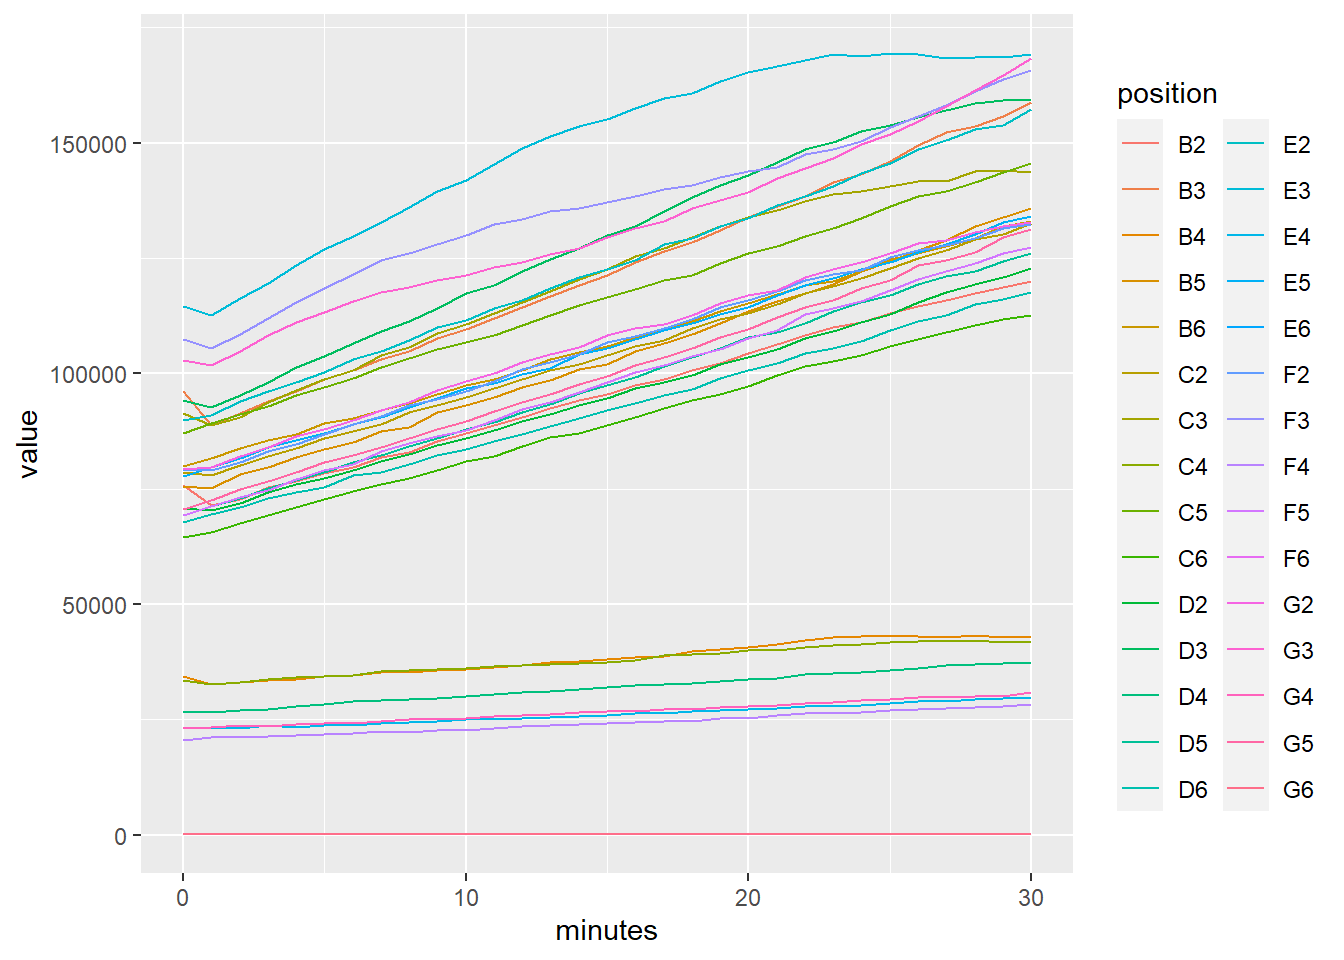 150000
100000
50000
0
value
0 10 20 30
minutes
position
B2 E2
B3 E3
B4 E4
B5 E5
B6 E6
C2 F2
C3 F3
C4 F4
C5 F5
C6 F6
D2 G2
D3 G3
D4 G4
D5 G5
D6 G6